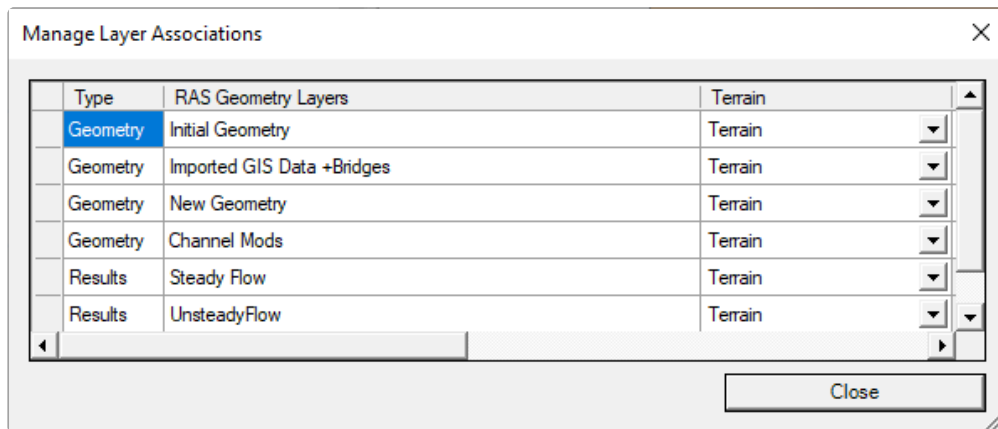 Manage Layer Associations
Type RAS Geometry Layers Terrain
Geometry Initial Geometry Terrain
Geometry Imported GIS Data +Bridges Terrain
Geometry New Geometry Terrain
Geometry Channel Mods Terrain
Results Steady Flow Terrain
Results UnsteadyFlow Terrain
Close